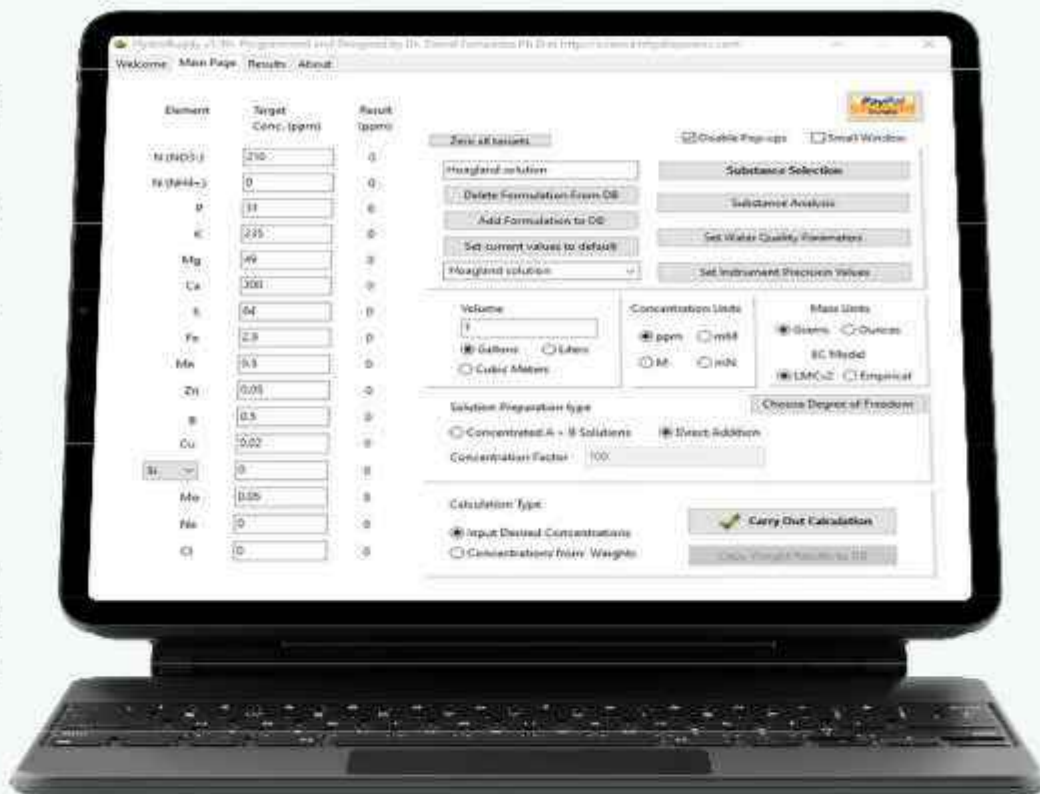 Welcome Main Page Results About
Element Target Conc. (ppm) Result (ppm)
N (NO3-) 210 0
N (NH4+) 0 0
P 31 0
K 235 0
Mg 49 0
Ca 200 0
S 64 0
Fe 0
Mn 0.5 0
Zn 0.05 0
B 0.5 0
Cu 0.02 0
Si 0 0
Mo 0.05 0
Na 0 0
Cl 0 0
Zero all targets
Disable Pop-ups Small Window
Hoagland solution
Delete Formulation From DB
Add Formulation to DB
Set current values to default
Hoagland solution
Substance Selection
Substance Analysis
Set Water Quality Parameters
Set Instrument Precision Values
Volume
1
Gallons Liters
Cubic Meters
Concentration Units
ppm mM
M mN
Mass Units
Grams Ounces
EC Model
LMCv2 Empirical
Solution Preparation type
Choose Degree of Freedom
Concentrated A + B Solutions Direct Addition
Concentration Factor 100
Calculation Type
Input Desired Concentrations
Concentrations from Weights
Carry Out Calculation